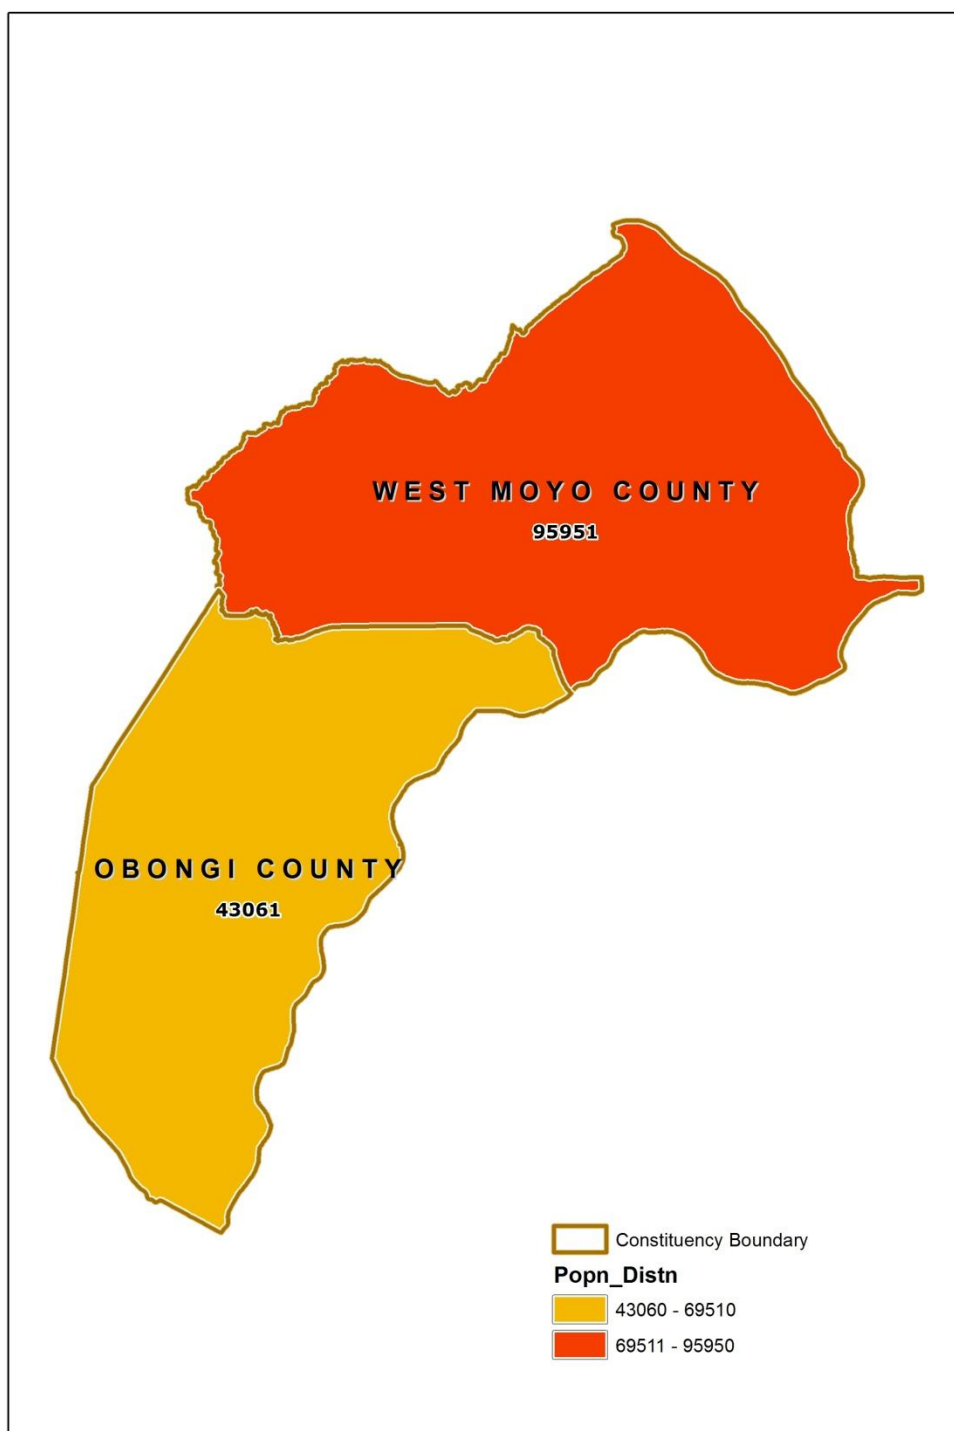 WEST MOYO COUNTY
95951
OBONGI COUNTY
43061
Constituency Boundary
Popn_Distn
43060 - 69510
69511 - 95950